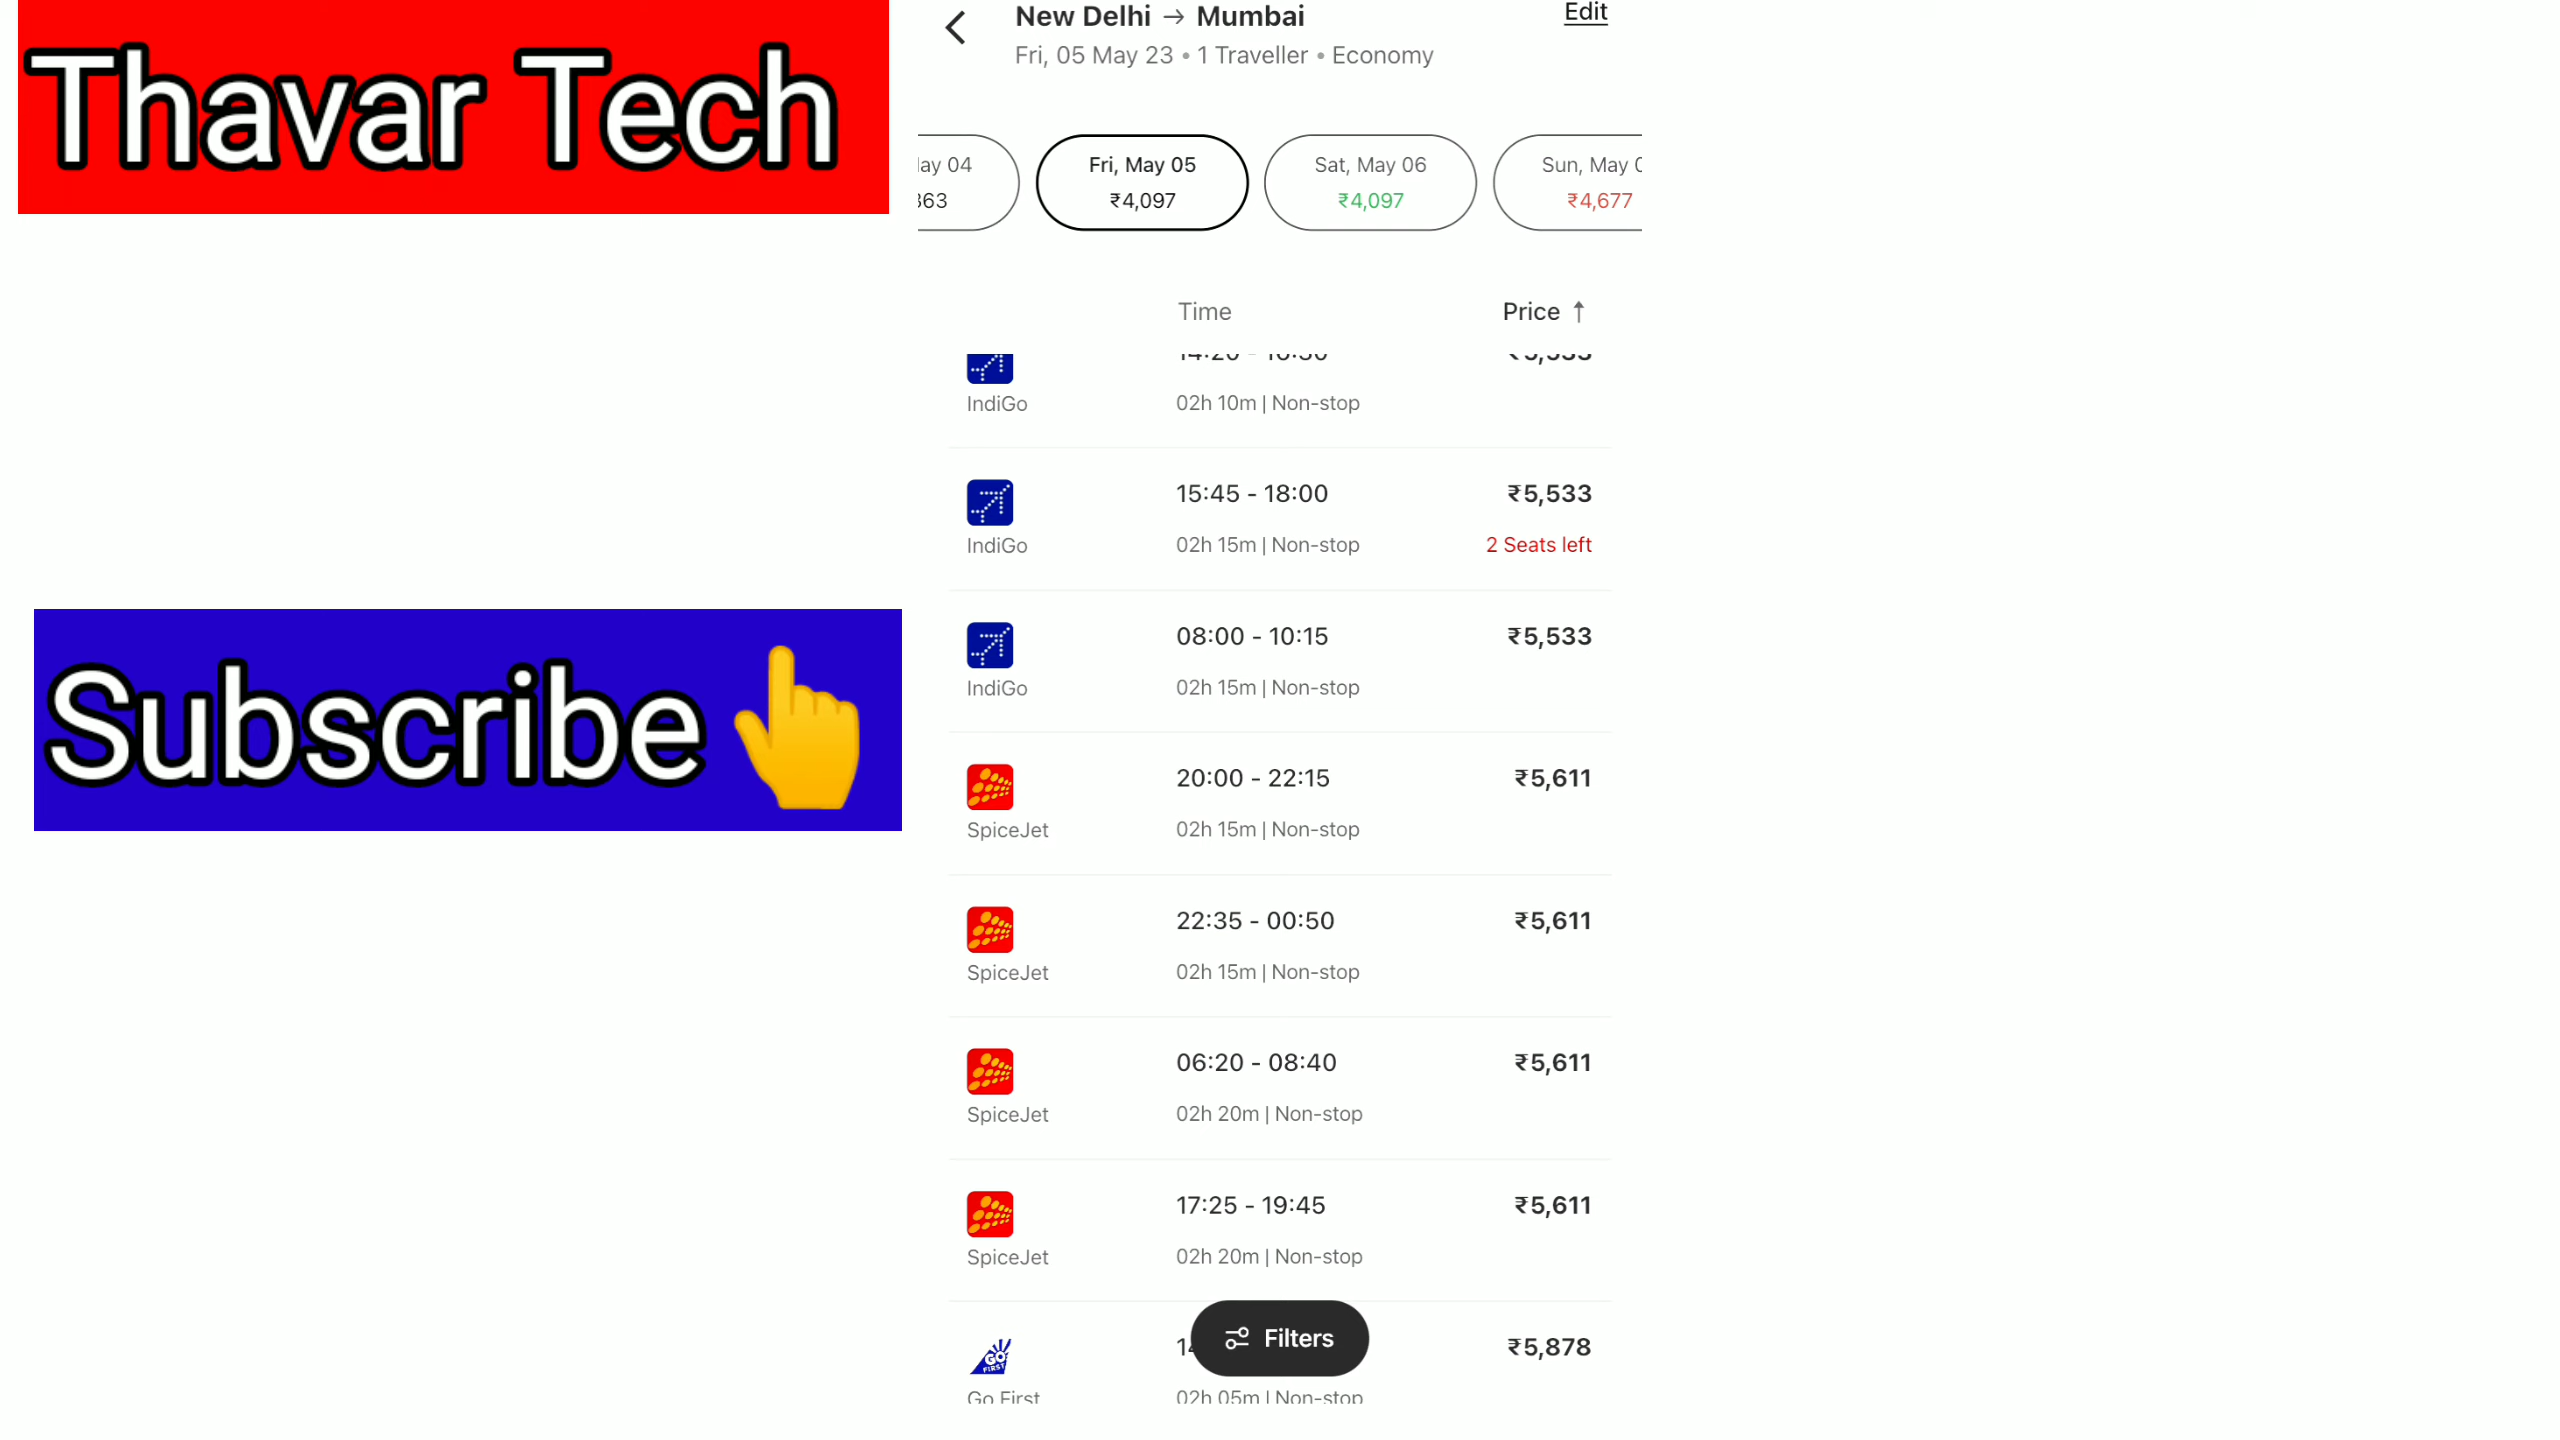 Thavar Tech
Subscribe
New Delhi → Mumbai
Edit
Fri, 05 May 23 • 1 Traveller • Economy
04
Fri, May 05
Sat, May 06
Sun, May
₹4,097
₹4,097
₹4,677
Time
Price ↑
IndiGo
02h 10m | Non-stop
15:45 - 18:00
₹5,533
IndiGo
02h 15m | Non-stop
2 Seats left
08:00 - 10:15
₹5,533
IndiGo
02h 15m | Non-stop
20:00 - 22:15
₹5,611
SpiceJet
02h 15m | Non-stop
22:35 - 00:50
₹5,611
SpiceJet
02h 15m | Non-stop
06:20 - 08:40
₹5,611
SpiceJet
02h 20m | Non-stop
17:25 - 19:45
₹5,611
SpiceJet
02h 20m | Non-stop
GO FIRST
Filters
₹5,878
Go First
02h 05m | Non-stop